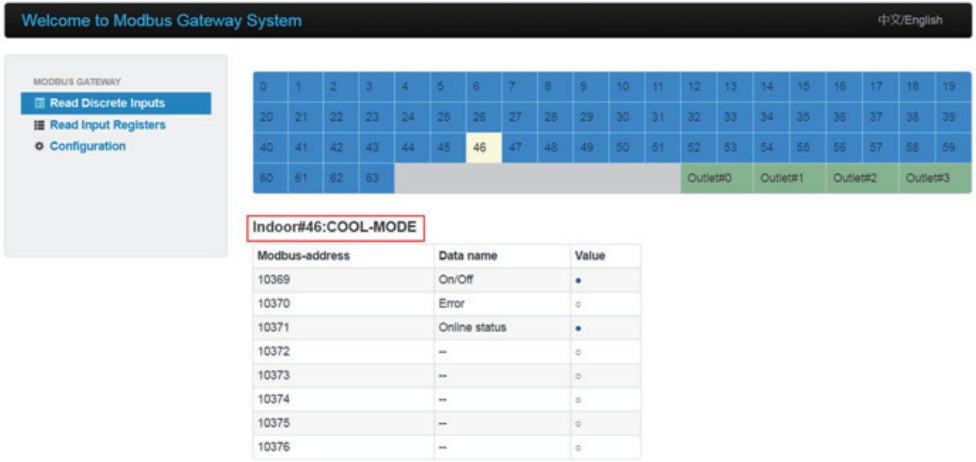 Welcome to Modbus Gateway System 中文/English
MODBUS GATEWAY
Read Discrete Inputs
Read Input Registers
Configuration
0 1 2 3 4 5 6 7 8 9 10 11 12 13 14 15 16 17 18 19
20 21 22 23 24 25 26 27 28 29 30 31 32 33 34 35 36 37 38 39
40 41 42 43 44 45 46 47 48 49 50 51 52 53 54 55 56 57 58 59
60 61 62 63 Outlet#0 Outlet#1 Outlet#2 Outlet#3
Indoor#46:COOL-MODE
Modbus-address Data name Value
10369 On/Off
10370 Error
10371 Online status
10372 --
10373 --
10374 --
10375 --
10376 --